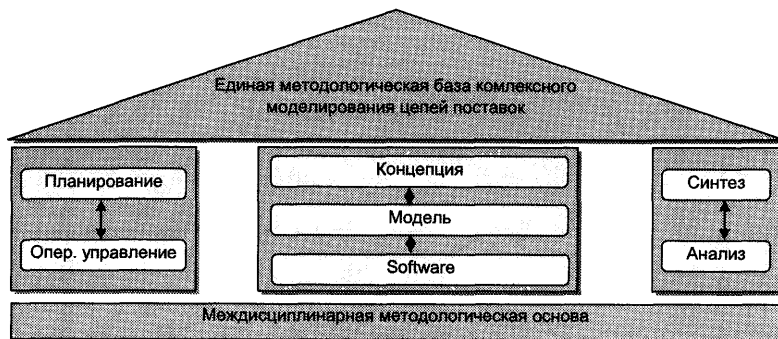 Единая методологическая база комлексного
моделирования цепей поставок
Планирование
Опер. управление
Концепция
Модель
Software
Синтез
Анализ
Междисциплинарная методологическая основа